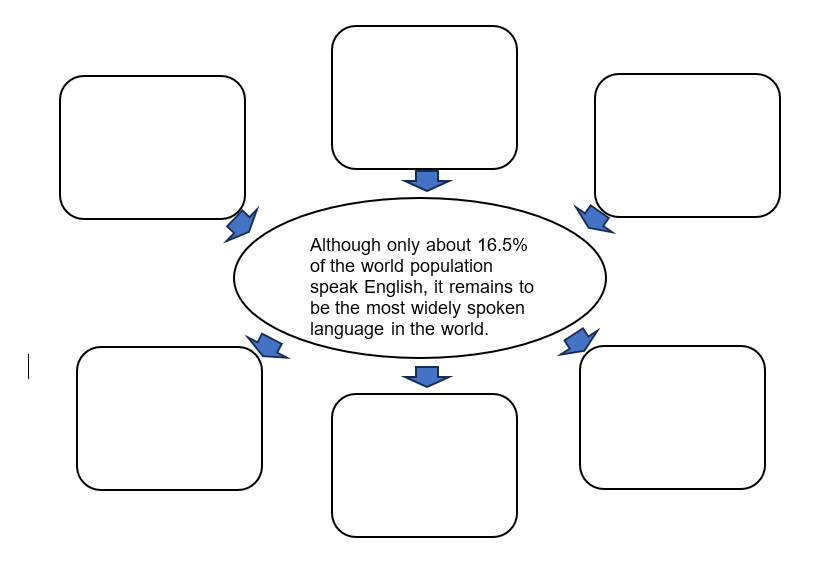 Although only about 16.5%
of the world population
speak English, it remains to
be the most widely spoken
language in the world.